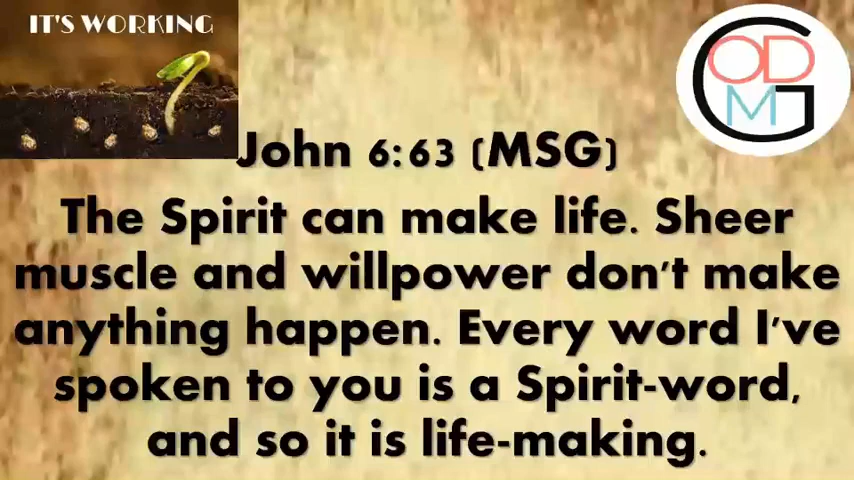 IT'S WORKING
GODMG
John 6:63 (MSG)
The Spirit can make life. Sheer
muscle and willpower don't make
anything happen. Every word I've
spoken to you is a Spirit-word,
and so it is life-making.